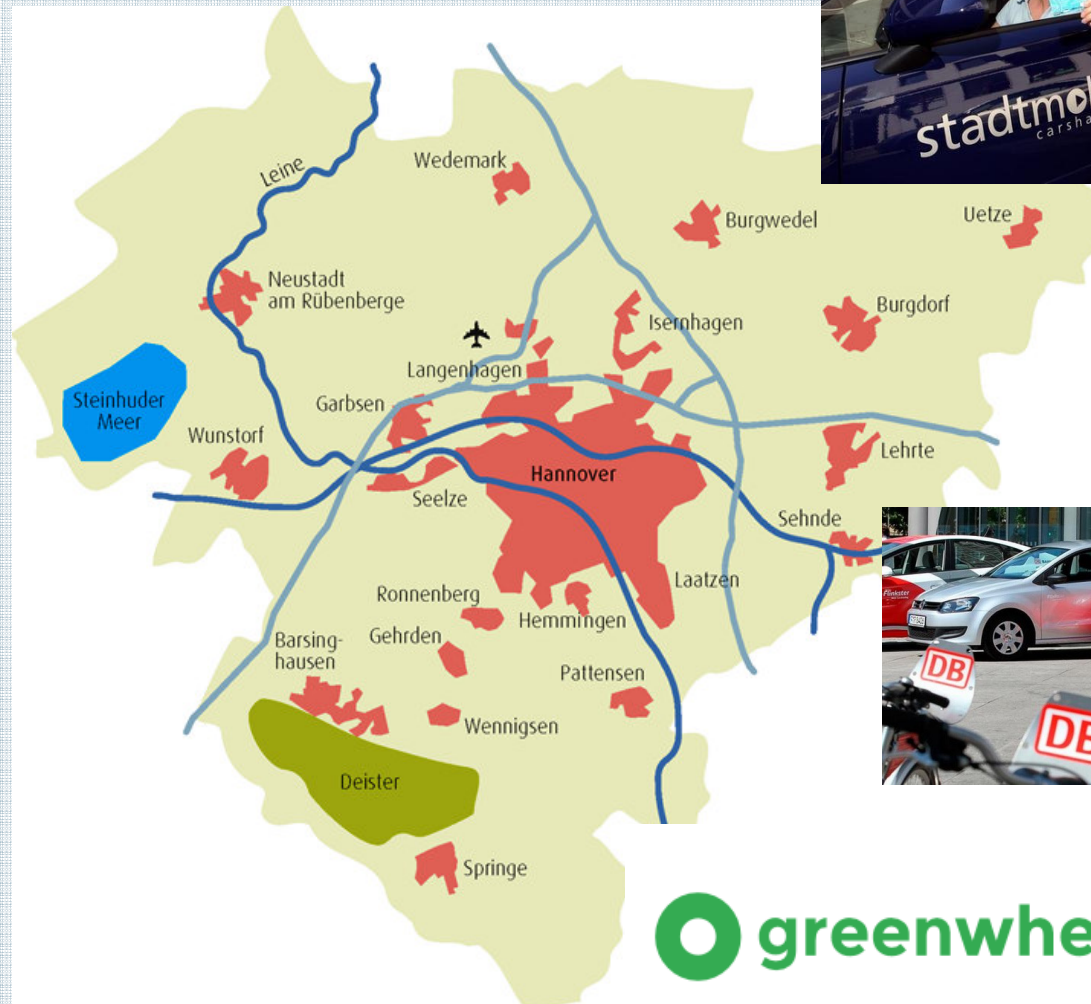 stadtmo
carsha
Leine
Wedemark
Burgwedel
Uetze
Neustadt
am Rübenberge
Burgdorf
Isernhagen
Langenhagen
Steinhuder
Meer
Garbsen
Wunstorf
Lehrte
Hannover
Seelze
Sehnde
Laatzen
Ronnenberg
Hemmingen
Gehrden
Barsing-
hausen
Pattensen
Wennigsen
Flinkster
DB
DB
Deister
Springe
greenwhe